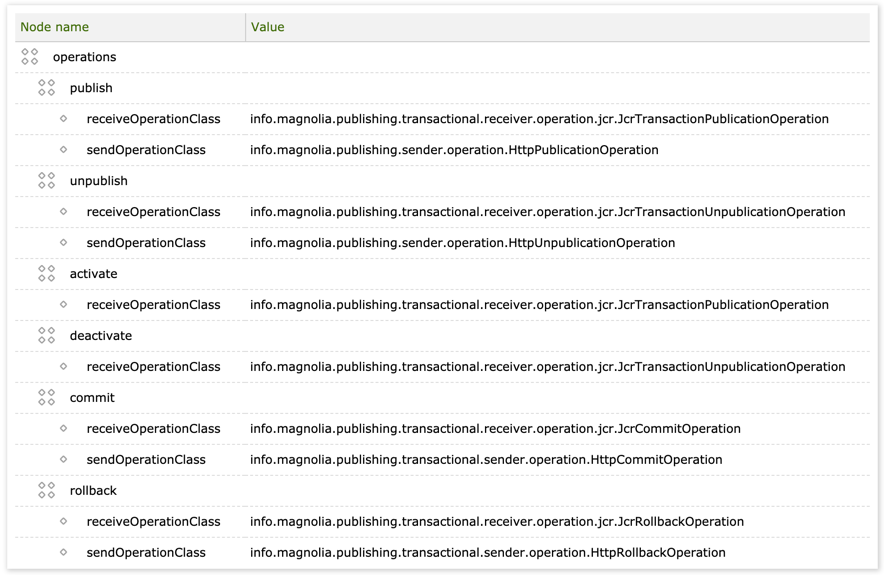 Node name Value
operations
publish
receiveOperationClass info.magnolia.publishing.transactional.receiver.operation.jcr.JcrTransactionPublicationOperation
sendOperationClass info.magnolia.publishing.sender.operation.HttpPublicationOperation
unpublish
receiveOperationClass info.magnolia.publishing.transactional.receiver.operation.jcr.JcrTransactionUnpublicationOperation
sendOperationClass info.magnolia.publishing.sender.operation.HttpUnpublicationOperation
activate
receiveOperationClass info.magnolia.publishing.transactional.receiver.operation.jcr.JcrTransactionPublicationOperation
deactivate
receiveOperationClass info.magnolia.publishing.transactional.receiver.operation.jcr.JcrTransactionUnpublicationOperation
commit
receiveOperationClass info.magnolia.publishing.transactional.receiver.operation.jcr.JcrCommitOperation
sendOperationClass info.magnolia.publishing.transactional.sender.operation.HttpCommitOperation
rollback
receiveOperationClass info.magnolia.publishing.transactional.receiver.operation.jcr.JcrRollbackOperation
sendOperationClass info.magnolia.publishing.transactional.sender.operation.HttpRollbackOperation